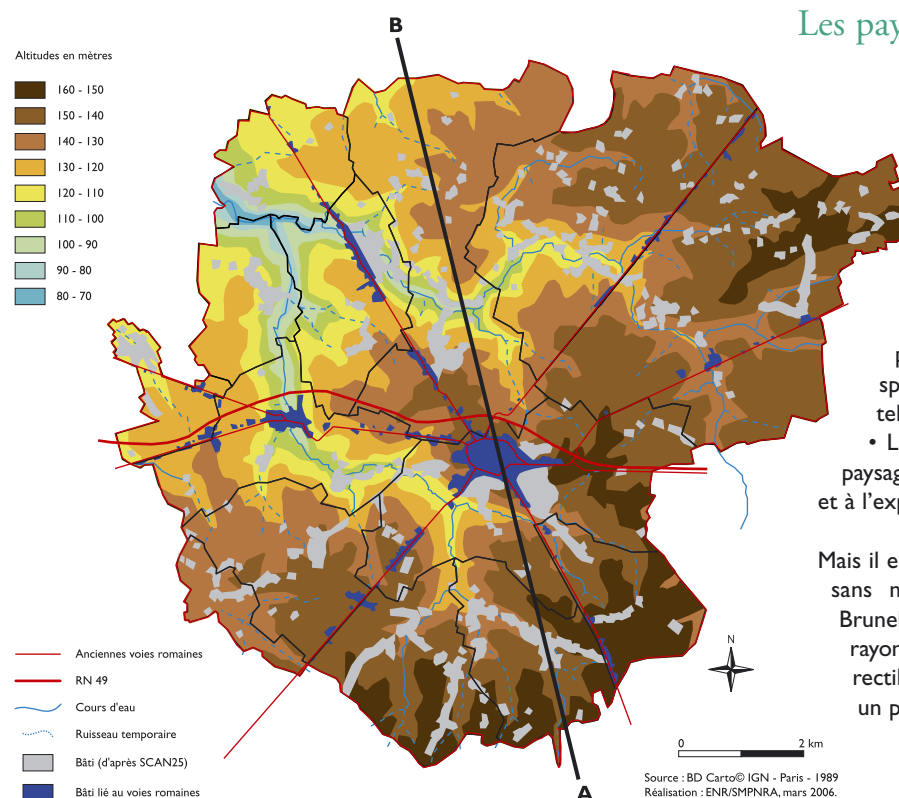 Les pay
B
Altitudes en mètres
160 - 150
150 - 140
140 - 130
130 - 120
120 - 110
110 - 100
100 - 90
90 - 80
80 - 70
sp
tel
• L
paysag
et à l'exp
Mais il e
sans n
Brunel
rayon
rectil
un p
N
Anciennes voies romaines
RN 49
Cours d'eau
Ruisseau temporaire
Bâti (d'après SCAN25)
Bâti lié au voies romaines
0 2 km
Source : BD Carto© IGN - Paris - 1989
Réalisation : ENR/SMPNRA, mars 2006.
A